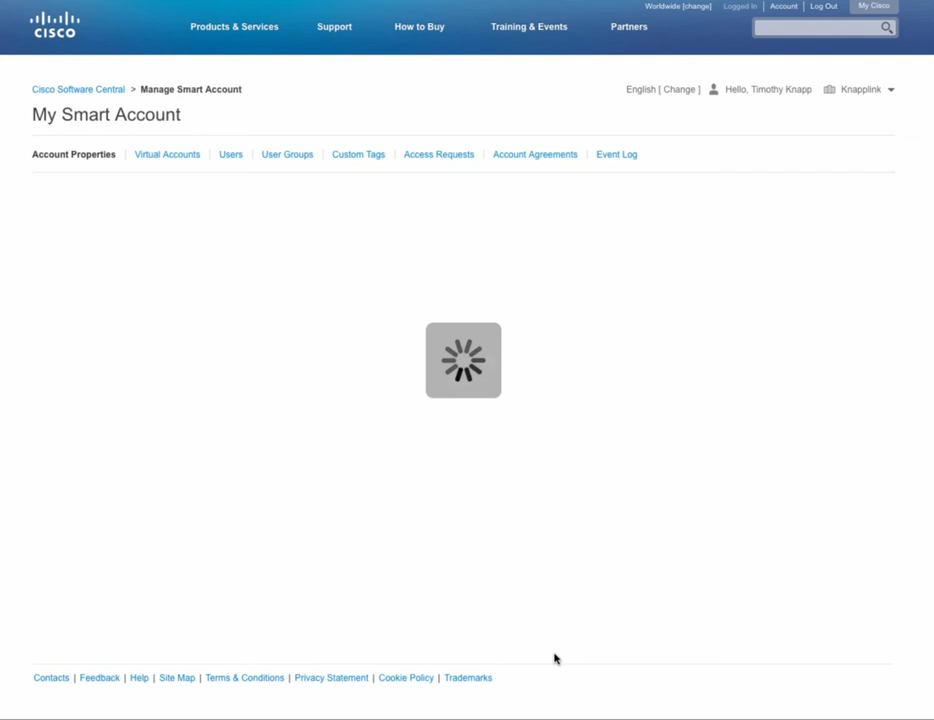 Worldwide [change] Logged In | Account | Log Out My Cisco
CISCO Products & Services Support How to Buy Training & Events Partners
Cisco Software Central > Manage Smart Account English [ Change ] Hello, Timothy Knapp Knapplink
My Smart Account
Account Properties Virtual Accounts Users User Groups Custom Tags Access Requests Account Agreements Event Log
Contacts | Feedback | Help | Site Map | Terms & Conditions | Privacy Statement | Cookie Policy | Trademarks